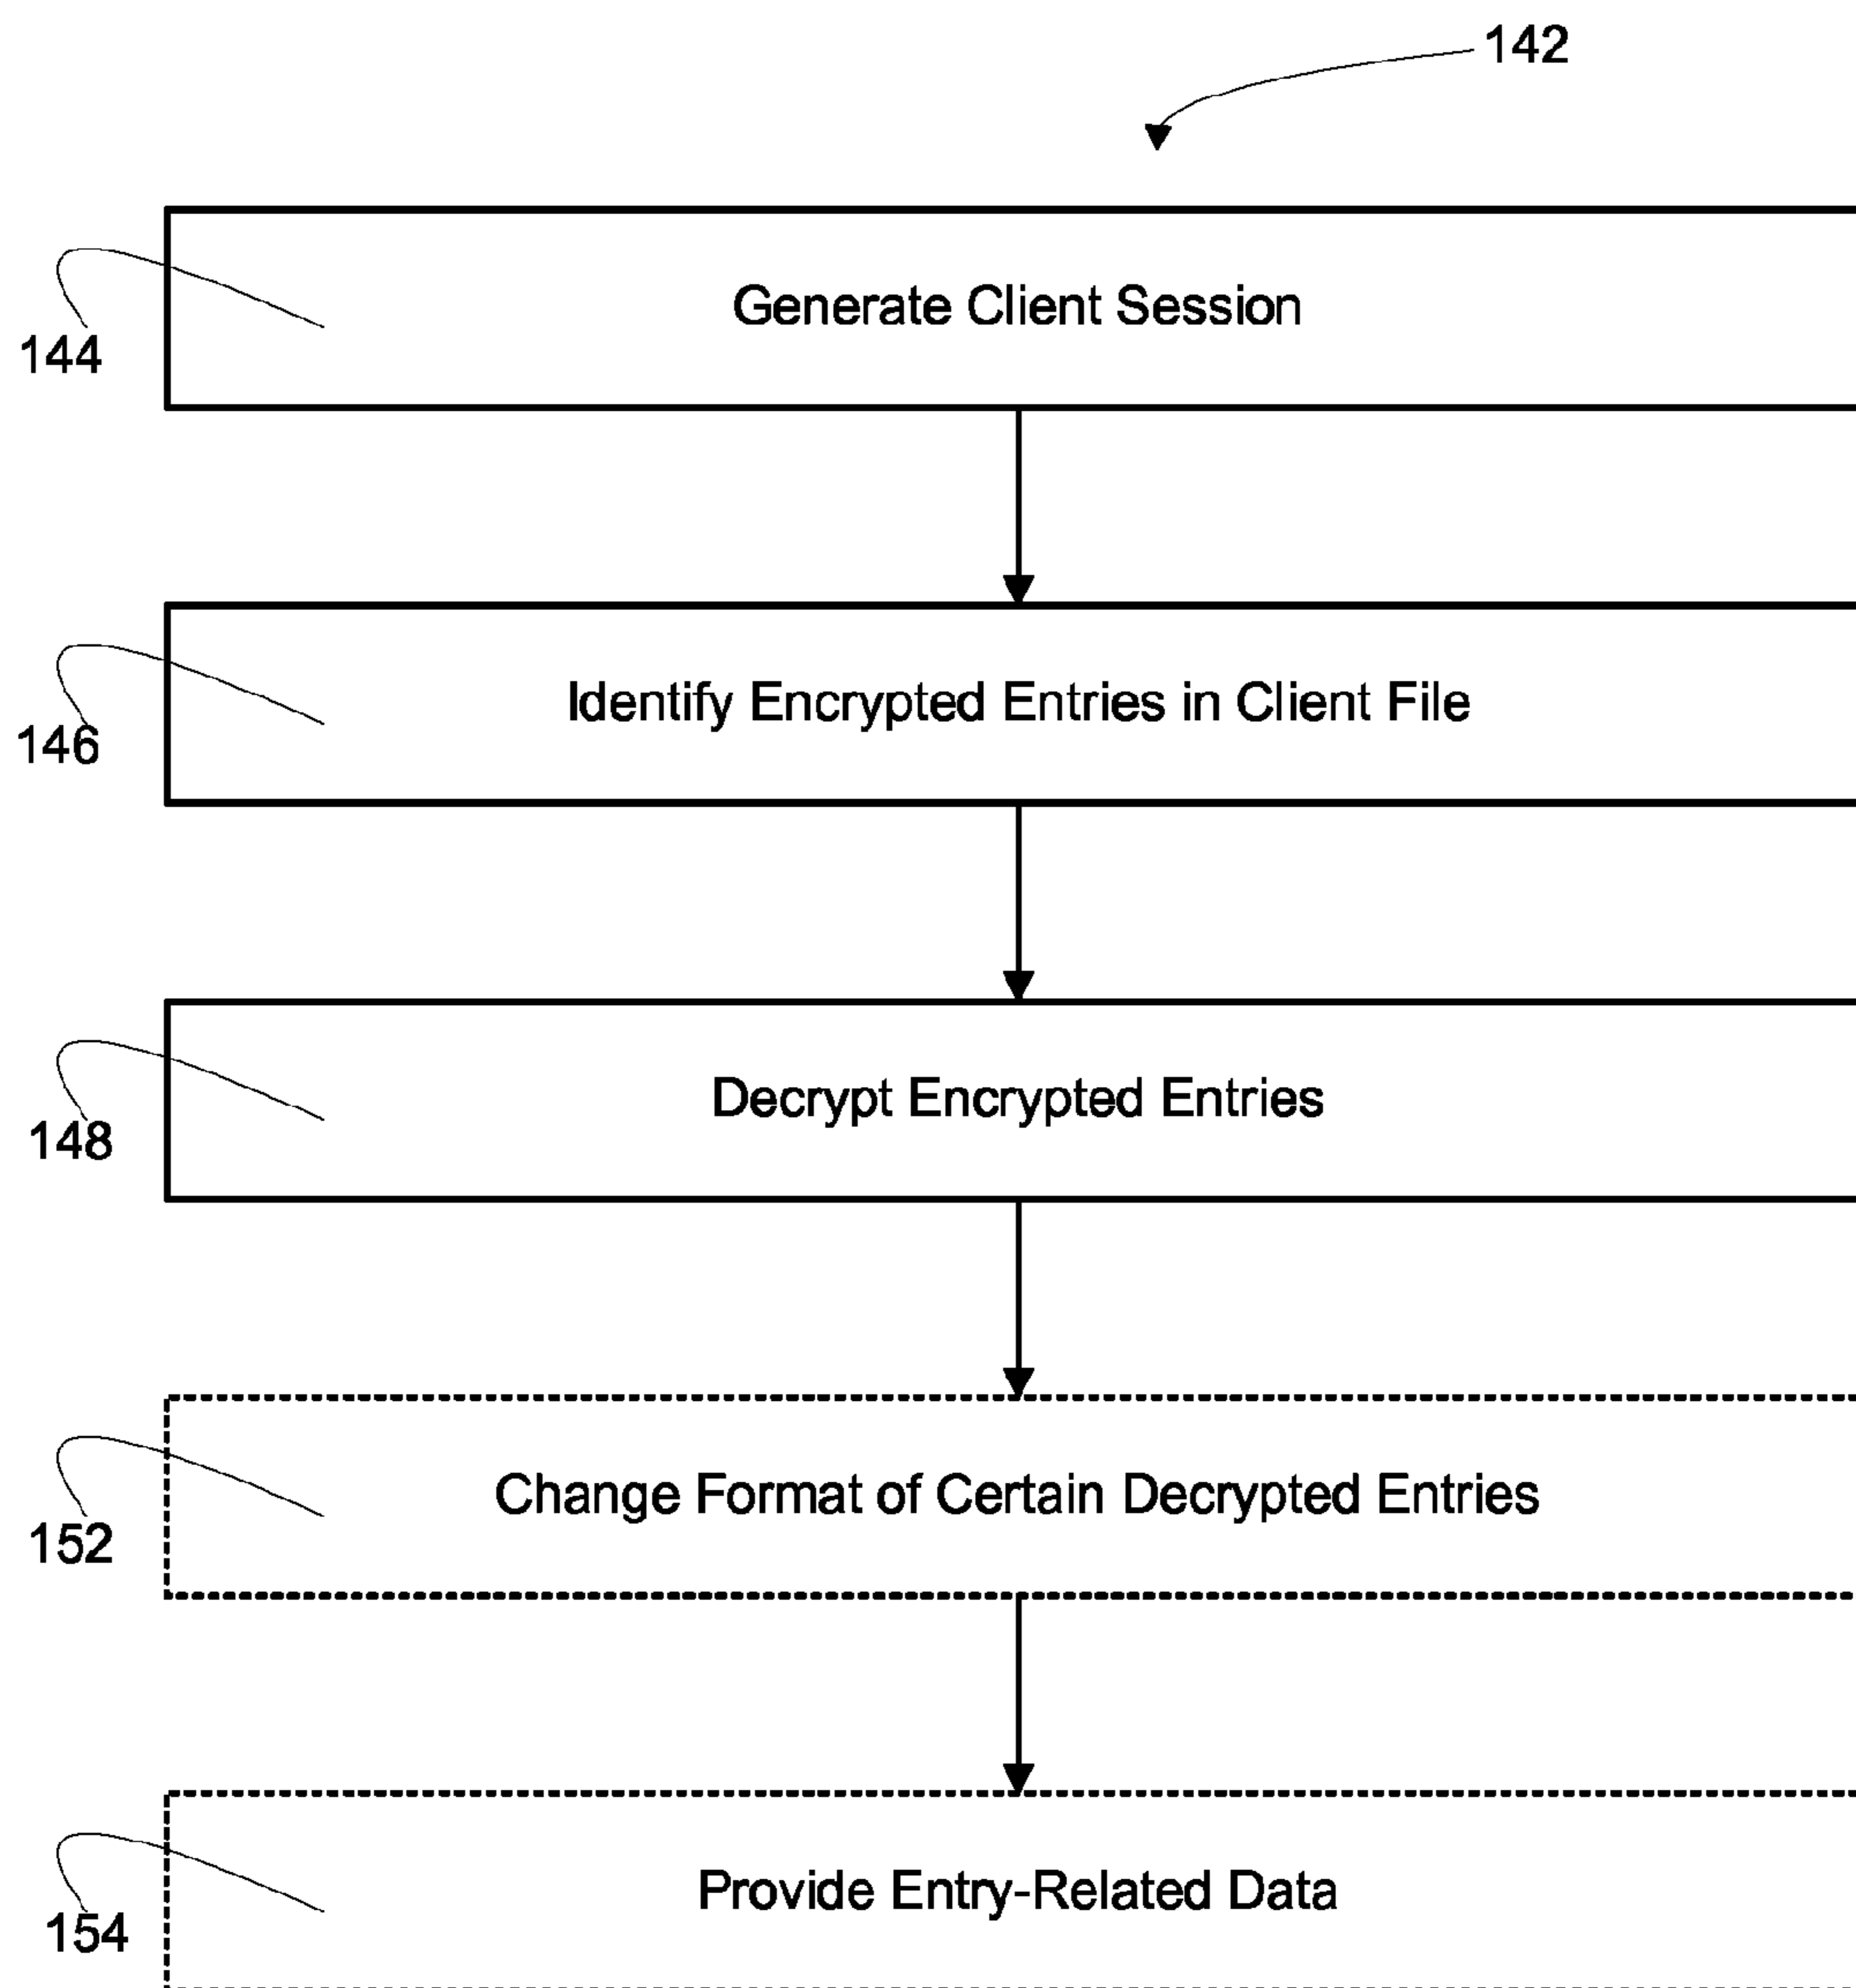 142
Generate Client Session
144
Identify Encrypted Entries in Client File
146
Decrypt Encrypted Entries
148
Change Format of Certain Decrypted Entries
152
Provide Entry-Related Data
154